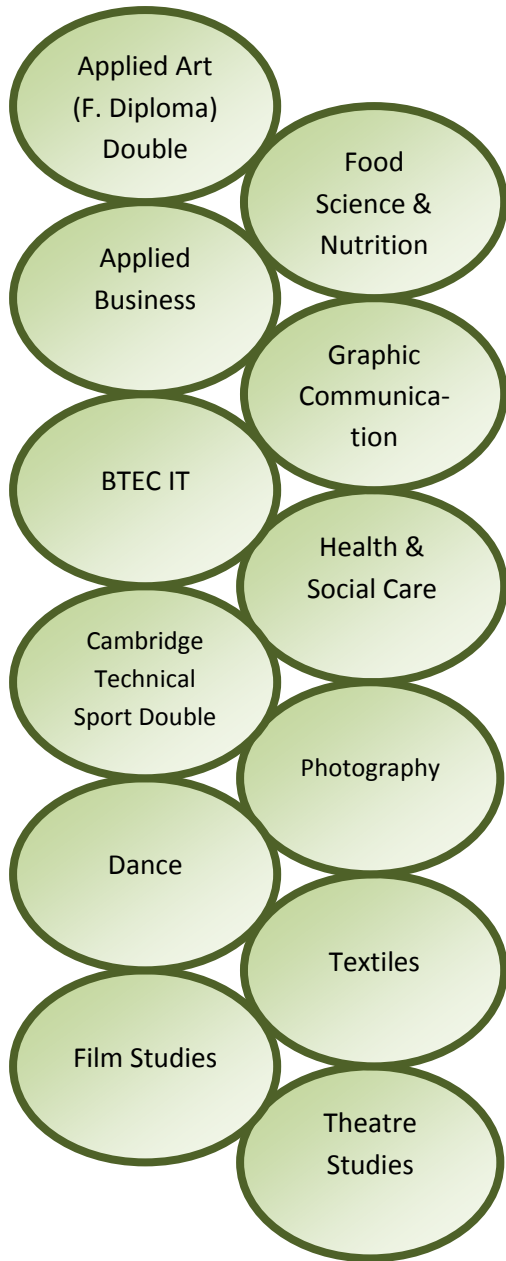 Applied Art
(F. Diploma)
Double
Applied
Business
BTEC IT
Cambridge
Technical
Sport Double
Dance
Film Studies
Food
Science &
Nutrition
Graphic
Communica-
tion
Health &
Social Care
Photography
Textiles
Theatre
Studies